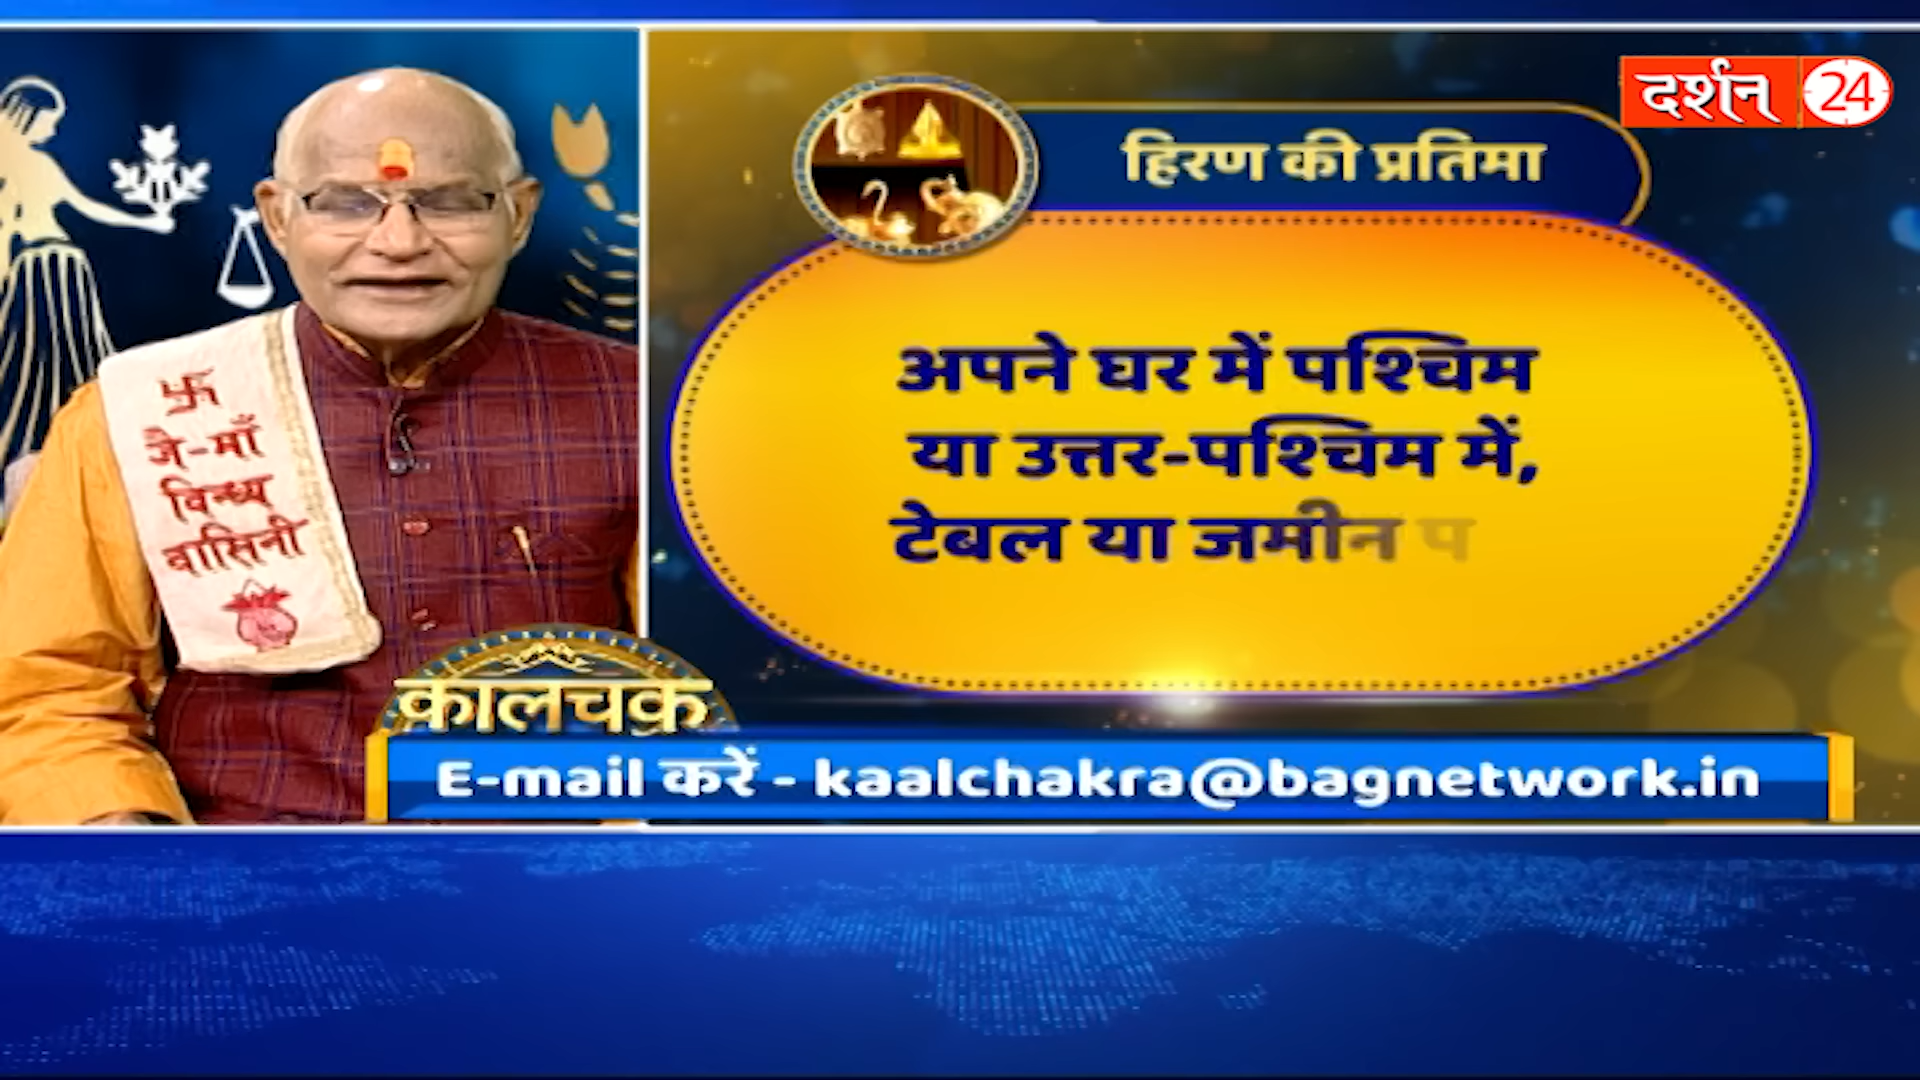 दर्शन 24
हिरण की प्रतिमा
अपने घर में पश्चिम
या उत्तर-पश्चिम में,
टेबल या जमीन प
जै-माँ
विन्ध्य
वासिनी
कालचक्र
E-mail करें - kaalchakra@bagnetwork.in